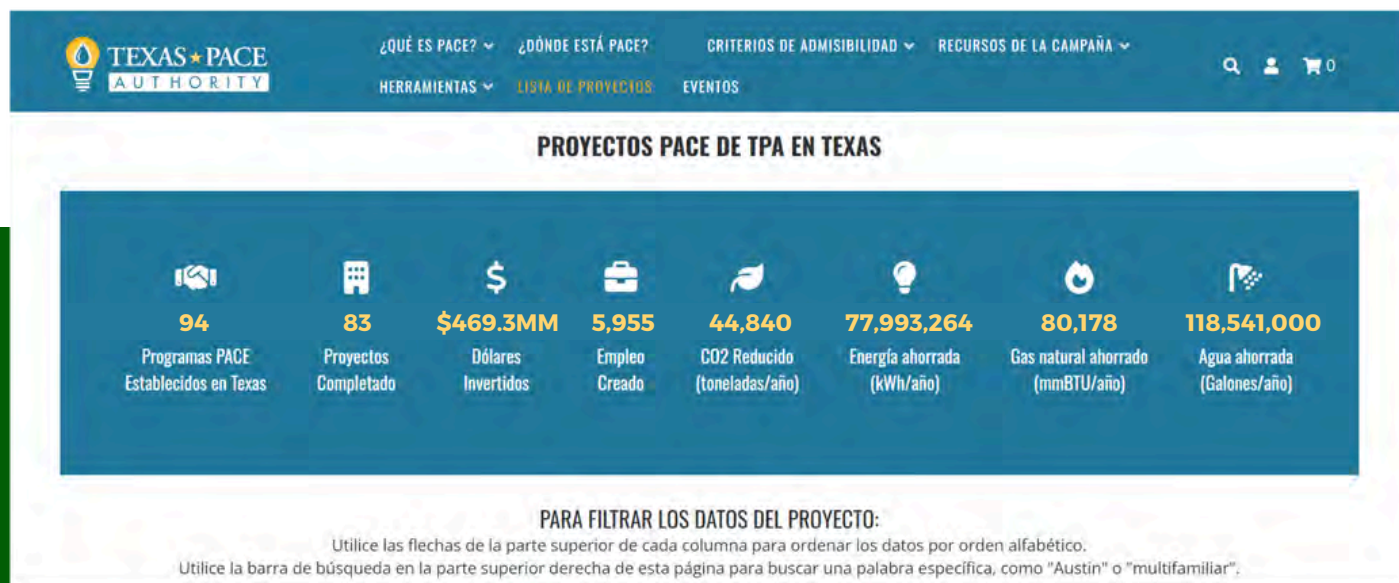 TEXAS★PACE
AUTHORITY
¿QUÉ ES PACE? ¿DÓNDE ESTÁ PACE? CRITERIOS DE ADMISIBILIDAD RECURSOS DE LA CAMPAÑA
HERRAMIENTAS LISTA DE PROYECTOS EVENTOS
0
PROYECTOS PACE DE TPA EN TEXAS
94 83 $469.3MM 5,955 44,840 77,993,264 80,178 118,541,000
Programas PACE Proyectos Dólares Empleo CO2 Reducido Energía ahorrada Gas natural ahorrado Agua ahorrada
Establecidos en Texas Completado Invertidos Creado (toneladas/año) (kWh/año) (mmBTU/año) (Galones/año)
PARA FILTRAR LOS DATOS DEL PROYECTO:
Utilice las flechas de la parte superior de cada columna para ordenar los datos por orden alfabético.
Utilice la barra de búsqueda en la parte superior derecha de esta página para buscar una palabra específica, como "Austin" o "multifamiliar".